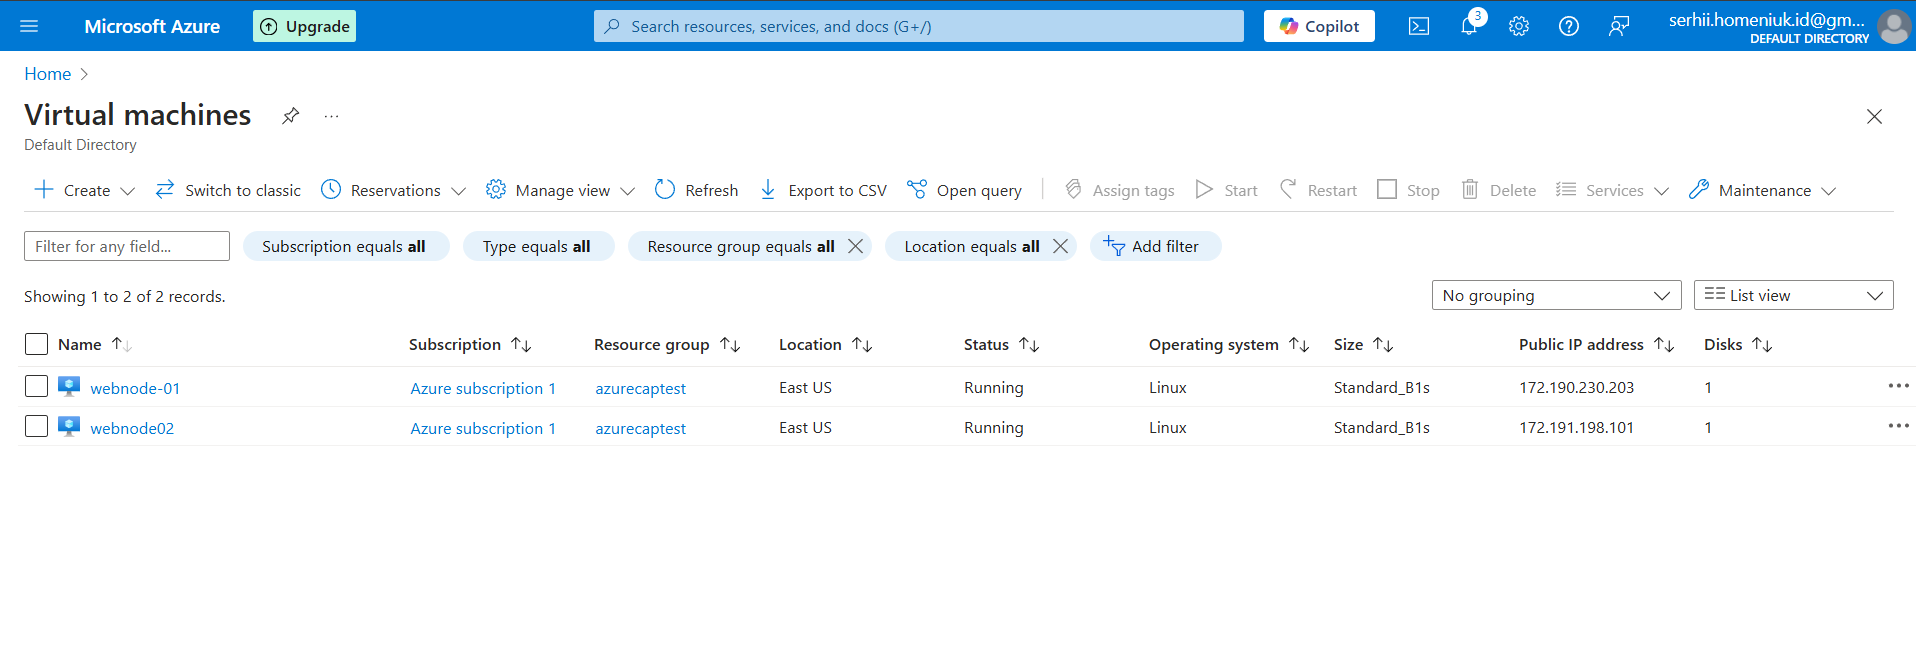 Microsoft Azure Upgrade Search resources, services, and docs (G+/) Copilot 3 serhii.homeniuk.id@gm...
DEFAULT DIRECTORY
Home
Virtual machines ...
Default Directory
Create Switch to classic Reservations Manage view Refresh Export to CSV Open query Assign tags Start Restart Stop Delete Services Maintenance
Filter for any field... Subscription equals all Type equals all Resource group equals all Location equals all Add filter
Showing 1 to 2 of 2 records. No grouping List view
Name Subscription Resource group Location Status Operating system Size Public IP address Disks
webnode-01 Azure subscription 1 azurecaptest East US Running Linux Standard_B1s 172.190.230.203 1
webnode02 Azure subscription 1 azurecaptest East US Running Linux Standard_B1s 172.191.198.101 1